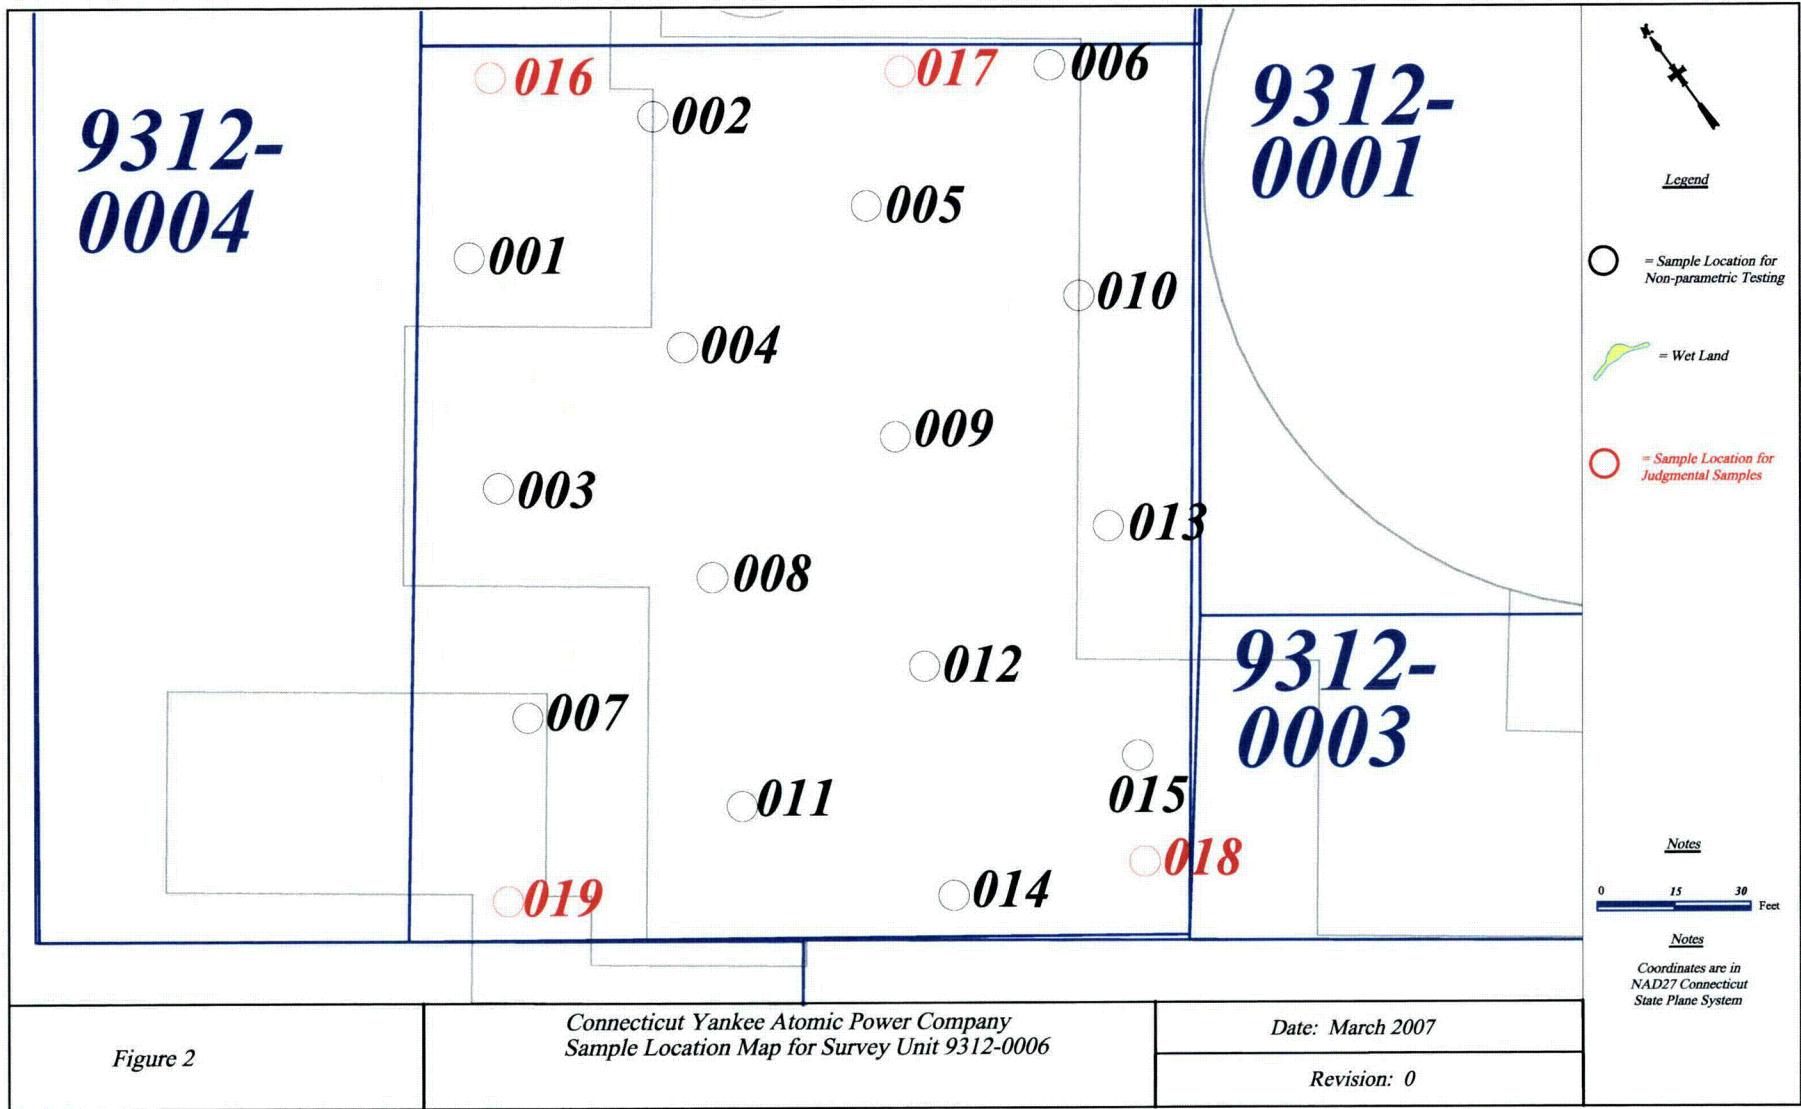 016
017
006
9312-
0001
9312-
0004
002
005
001
010
004
009
003
013
008
012
9312-
0003
007
015
011
018
014
019
N
Legend
= Sample Location for
Non-parametric Testing
= Wet Land
= Sample Location for
Judgmental Samples
Notes
0 15 30
Feet
Notes
Coordinates are in
NAD27 Connecticut
State Plane System
Figure 2
Connecticut Yankee Atomic Power Company
Sample Location Map for Survey Unit 9312-0006
Date: March 2007
Revision: 0